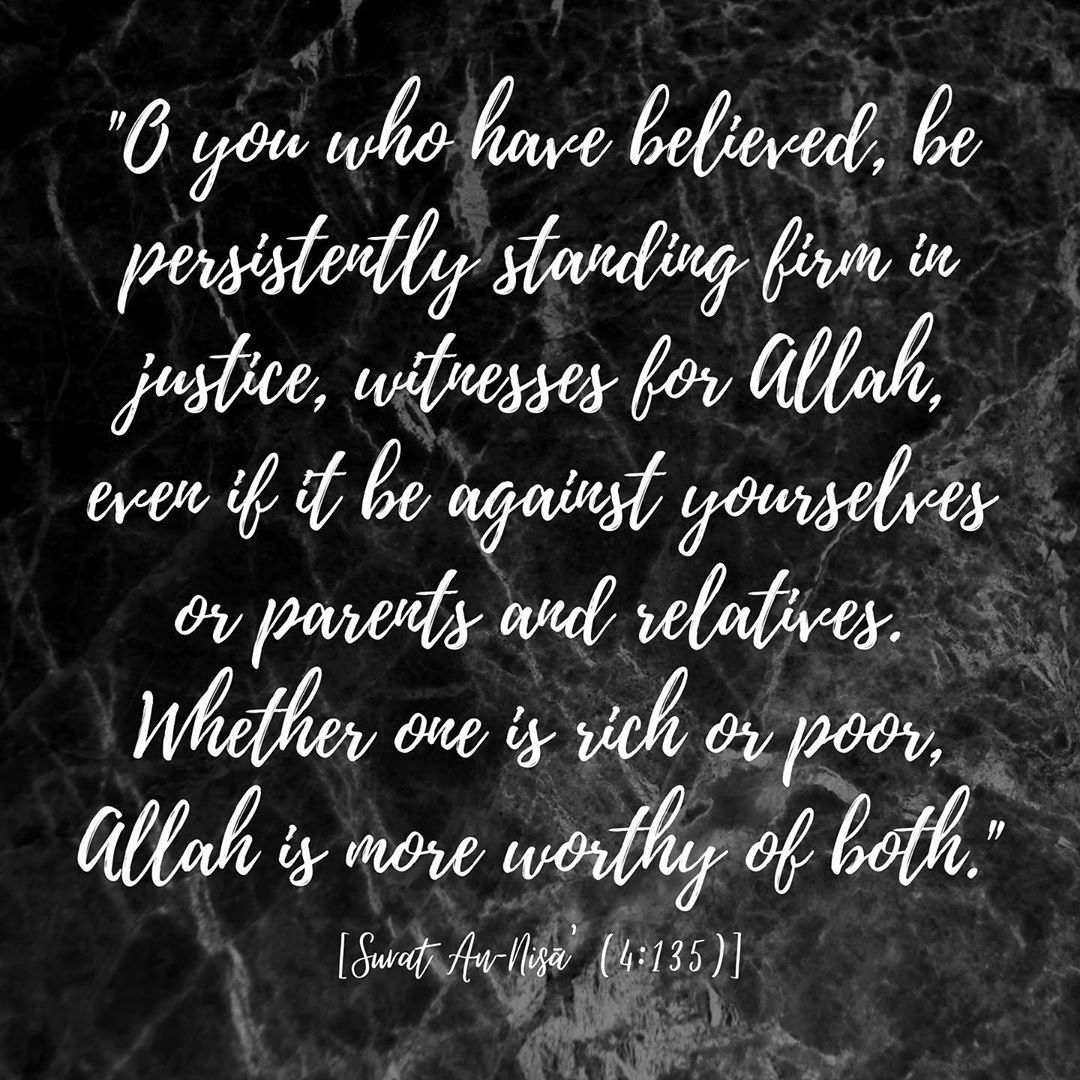 "O you who have believed, be
persistently standing firm in
justice, witnesses for Allah,
even if it be against yourselves
or parents and relatives.
Whether one is rich or poor,
Allah is more worthy of both."
[Surat An-Nisā' (4:135)]